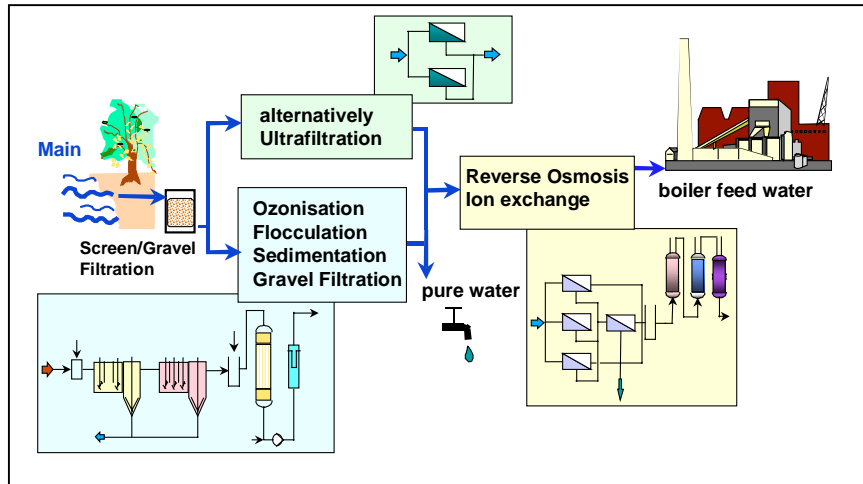 alternatively
Ultrafiltration
Main
Screen/Gravel
Filtration
Ozonisation
Flocculation
Sedimentation
Gravel Filtration
Reverse Osmosis
Ion exchange
boiler feed water
pure water